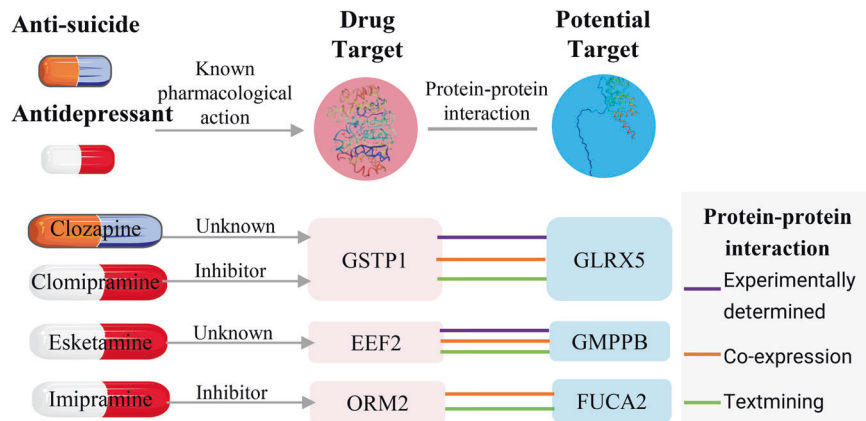 Anti-suicide
Antidepressant
Known
pharmacological
action
Drug
Target
Protein-protein
interaction
Potential
Target
Clozapine
Unknown
Clomipramine
Inhibitor
GSTP1
GLRX5
Esketamine
Unknown
EEF2
GMPPB
Imipramine
Inhibitor
ORM2
FUCA2
Protein-protein
interaction
Experimentally
determined
Co-expression
Textmining